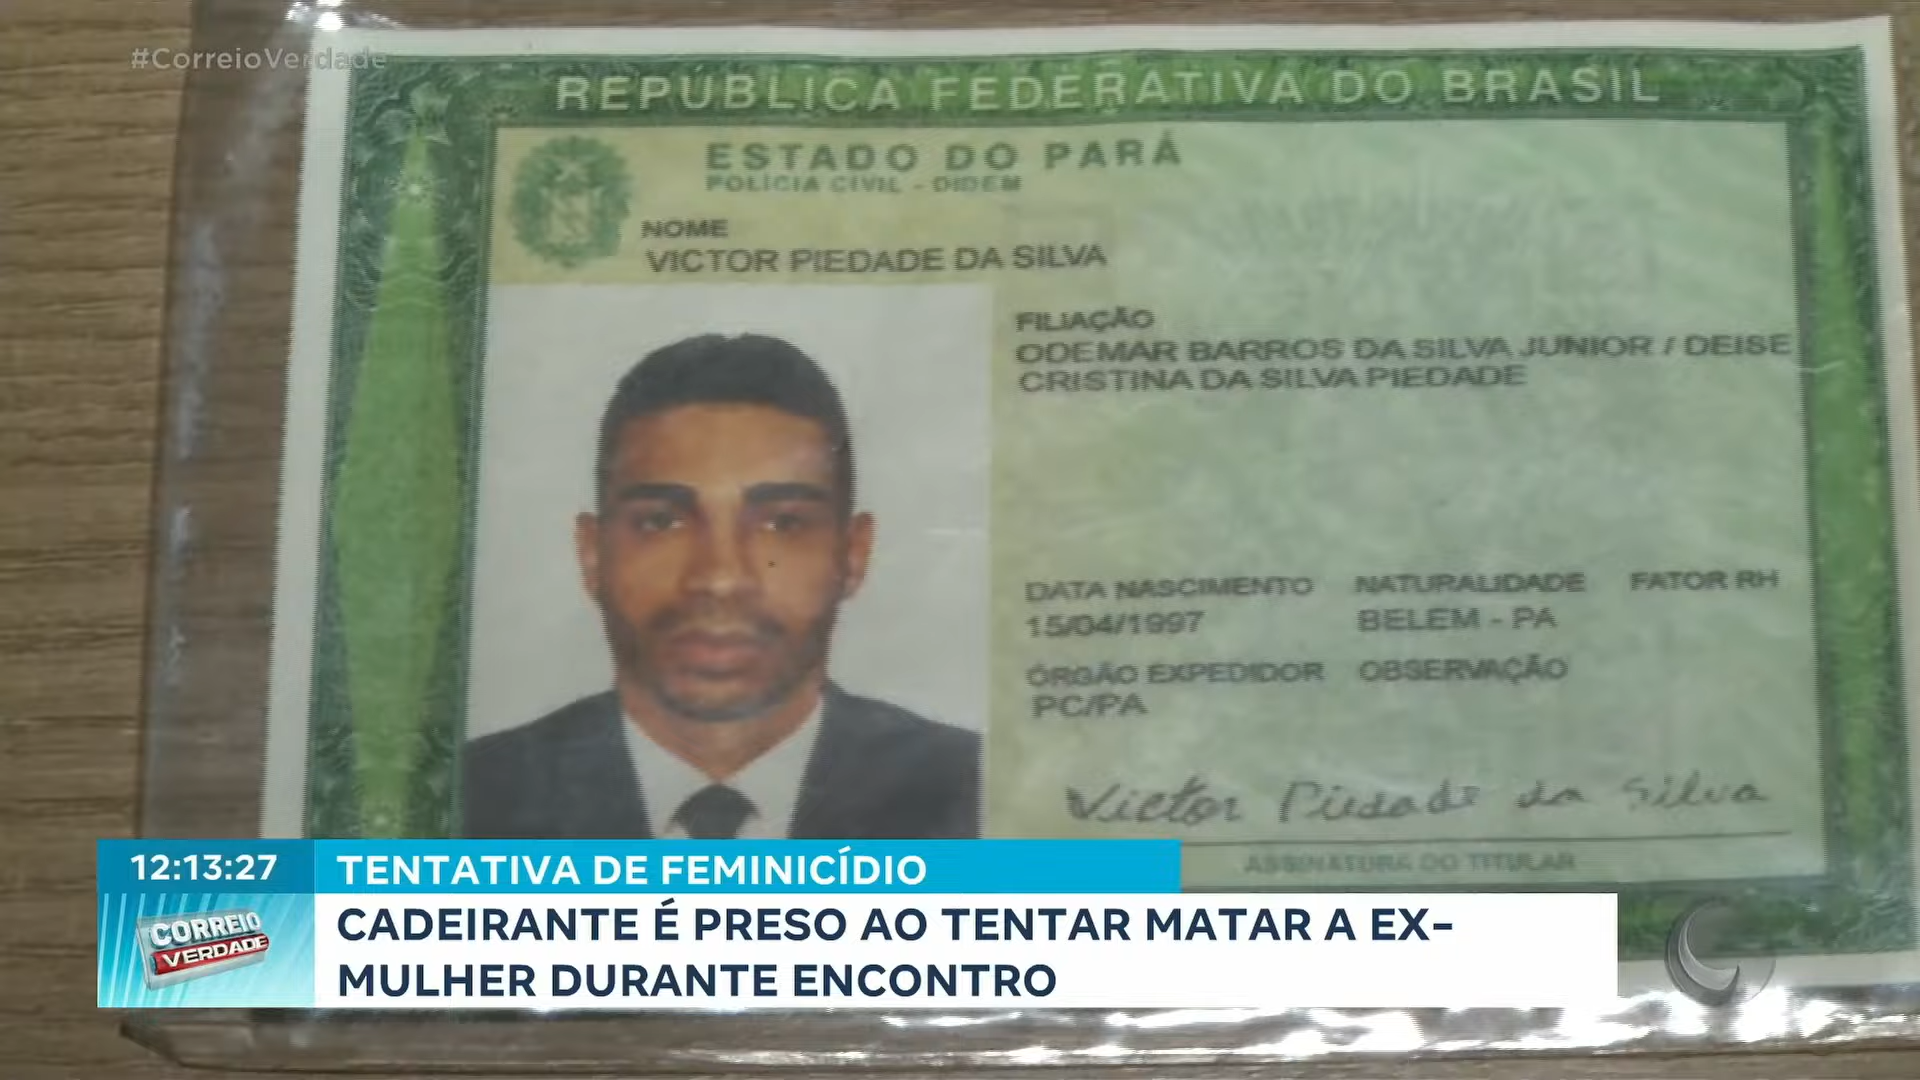 #CorreioVerdade
REPÚBLICA FEDERATIVA DO BRASIL
ESTADO DO PARÁ
POLÍCIA CIVIL - DIDEM
NOME
VICTOR PIEDADE DA SILVA
FILIAÇÃO
ODEMAR BARROS DA SILVA JUNIOR / DEISE
CRISTINA DA SILVA PIEDADE
DATA NASCIMENTO NATURALIDADE FATOR RH
15/04/1997 BELEM - PA
ÓRGÃO EXPEDIDOR OBSERVAÇÃO
PC/PA
Victor Piedade da Silva
ASSINATURA DO TITULAR
12:13:27 TENTATIVA DE FEMINICÍDIO
CORREIO
VERDADE
CADEIRANTE É PRESO AO TENTAR MATAR A EX-
MULHER DURANTE ENCONTRO